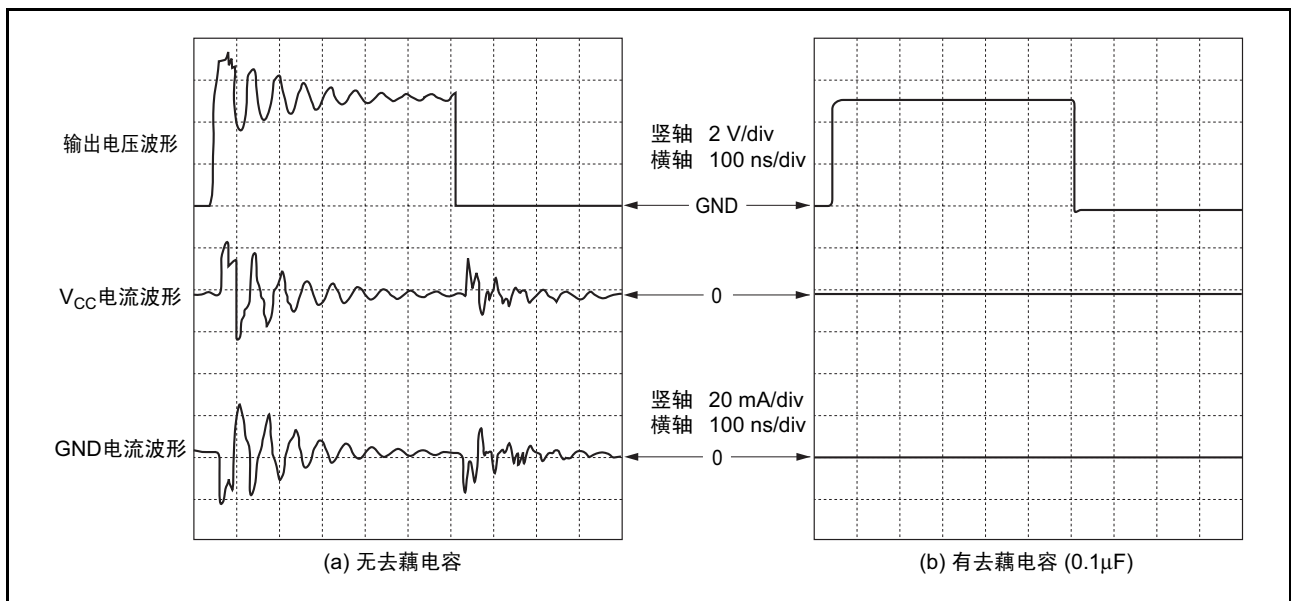 输出电压波形
竖轴 2 V/div
横轴 100 ns/div
GND
VCC电流波形
0
竖轴 20 mA/div
横轴 100 ns/div
GND电流波形
0
(a) 无去藕电容
(b) 有去藕电容 (0.1μF)